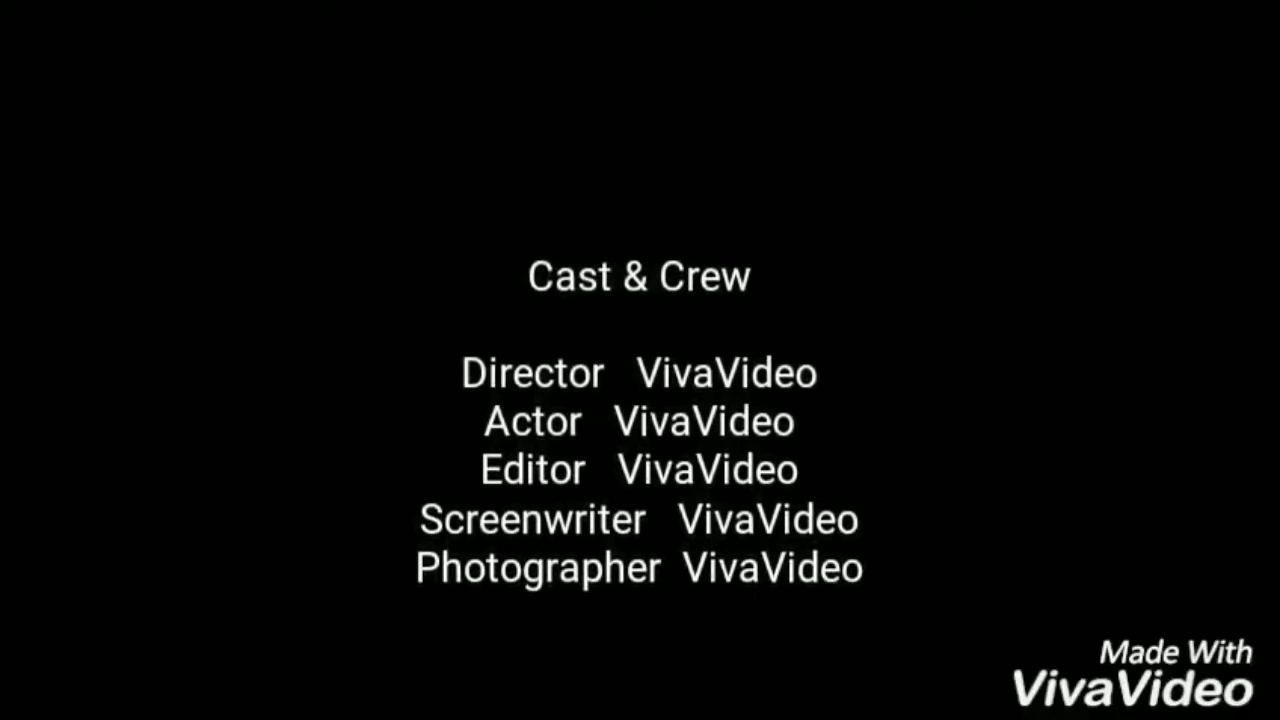 Cast & Crew
Director VivaVideo
Actor VivaVideo
Editor VivaVideo
Screenwriter VivaVideo
Photographer VivaVideo
Made With
VivaVideo